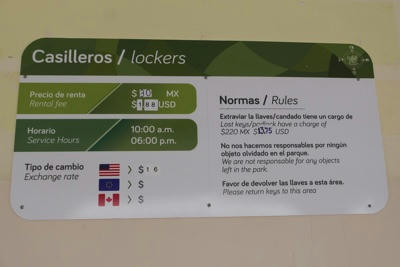 Casilleros / lockers
Precio de renta
Rental fee
$ 30 MX
$ 1 8 8 USD
Horario
Service Hours
10:00 a.m.
06:00 p.m.
Tipo de cambio
Exchange rate
> $ 1 6
> $
> $
Normas / Rules
Extraviar la llaves/candado tiene un cargo de
Lost keys/padlock have a charge of
$220 MX $13.75 USD
No nos hacemos responsables por ningún
objeto olvidado en el parque.
We are not responsible for any objects
left in the park.
Favor de devolver las llaves a esta área.
Please return keys to this area